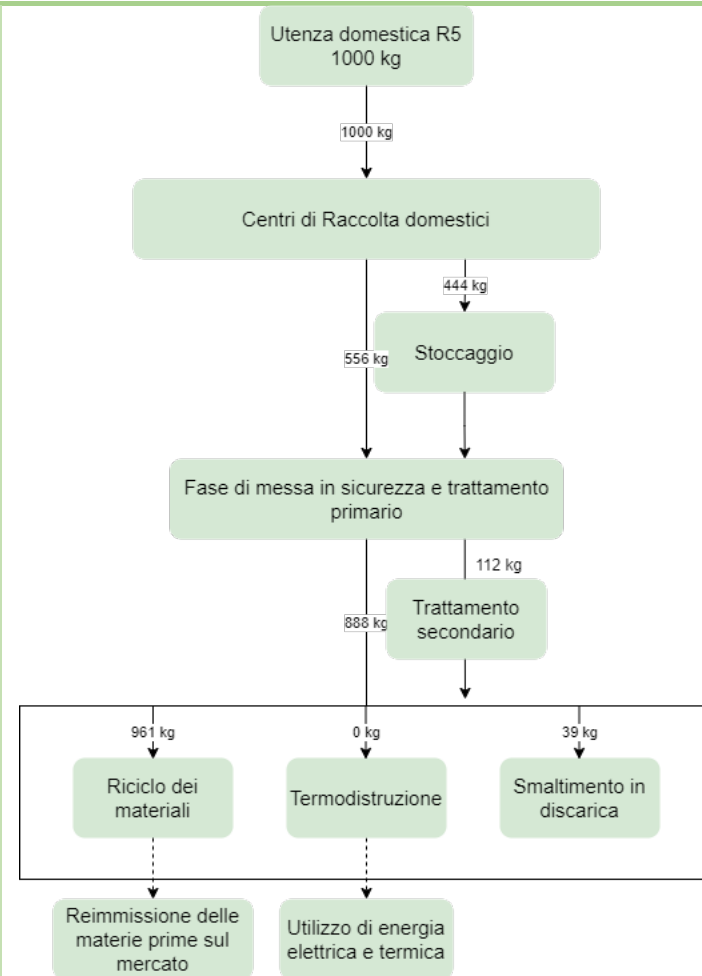 Utenza domestica R5
1000 kg
1000 kg
Centri di Raccolta domestici
444 kg
556 kg
Stoccaggio
Fase di messa in sicurezza e trattamento
primario
112 kg
888 kg
Trattamento
secondario
961 kg
0 kg
39 kg
Riciclo dei
materiali
Termodistruzione
Smaltimento in
discarica
Reimmissione delle
materie prime sul
mercato
Utilizzo di energia
elettrica e termica